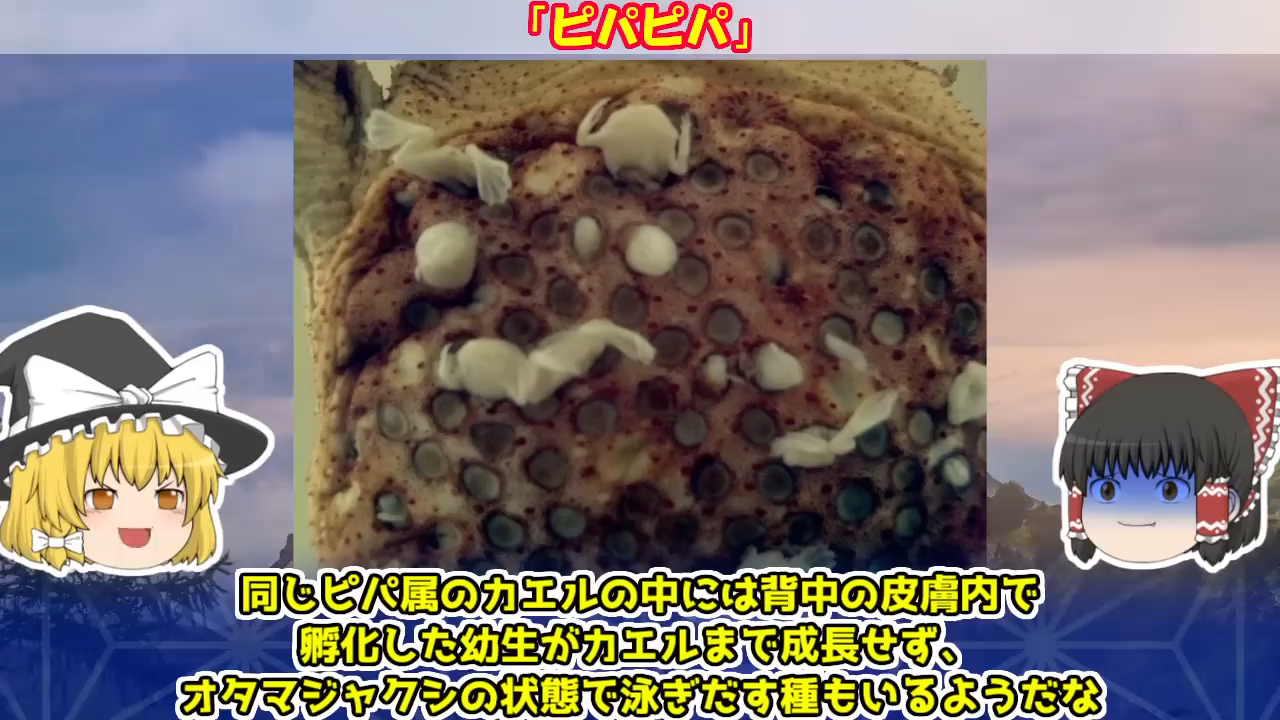 「ピパピパ」
同じピパ属のカエルの中には背中の皮膚内で
孵化した幼生がカエルまで成長せず、
オタマジャクシの状態で泳ぎだす種もいるようだな